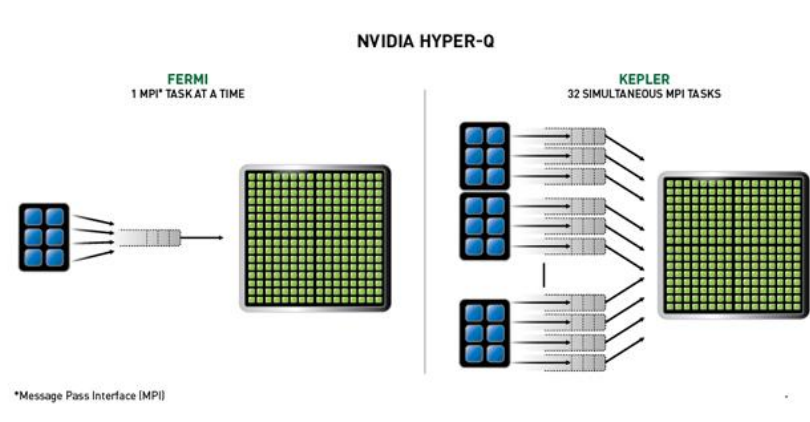 NVIDIA HYPER-Q
FERMI
1 MPI* TASK AT A TIME
KEPLER
32 SIMULTANEOUS MPI TASKS
*Message Pass Interface (MPI)